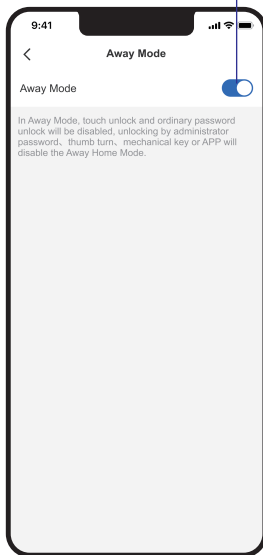 9:41
Away Mode
Away Mode
In Away Mode, touch unlock and ordinary password
unlock will be disabled, unlocking by administrator
password、thumb turn、mechanical key or APP will
disable the Away Home Mode.